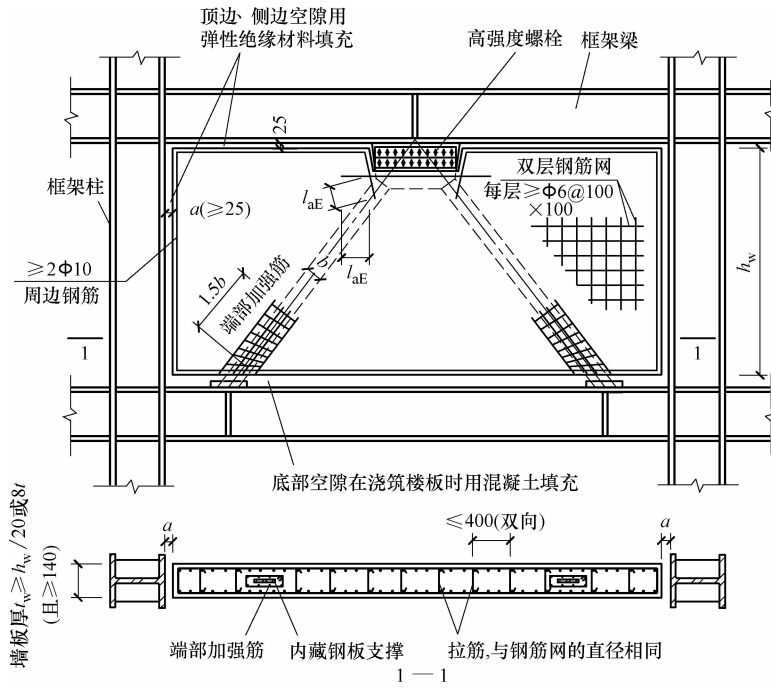 顶边、侧边空隙用
弹性绝缘材料填充
高强度螺栓
框架梁
25
框架柱
a(≥25)
l_aE
双层钢筋网
每层≥Φ6@100
×100
≥2Φ10
周边钢筋
1.5b
端部加强筋
b
l_aE
h_w
1
1
底部空隙在浇筑楼板时用混凝土填充
墙板厚t_w≥h_w/20或8t
(且≥140)
a
≤400(双向)
a
端部加强筋
内藏钢板支撑
拉筋,与钢筋网的直径相同
1—1